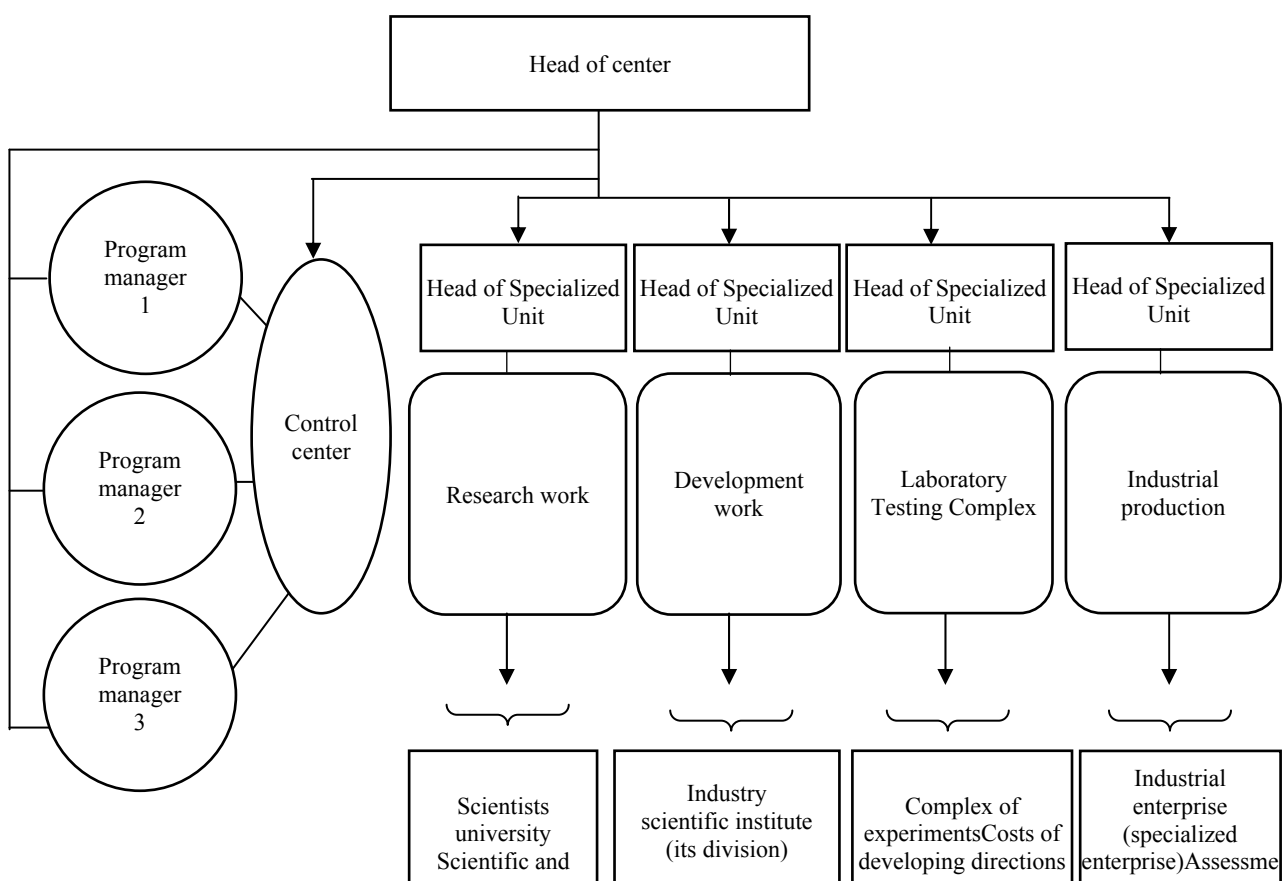 Head of center
Program
manager
1
Program
manager
2
Program
manager
3
Control
center
Head of Specialized
Unit
Head of Specialized
Unit
Head of Specialized
Unit
Head of Specialized
Unit
Research work
Development
work
Laboratory
Testing Complex
Industrial
production
Scientists
university
Scientific and
Industry
scientific institute
(its division)
Complex of
experimentsCosts of
developing directions
Industrial
enterprise
(specialized
enterprise)Assessme